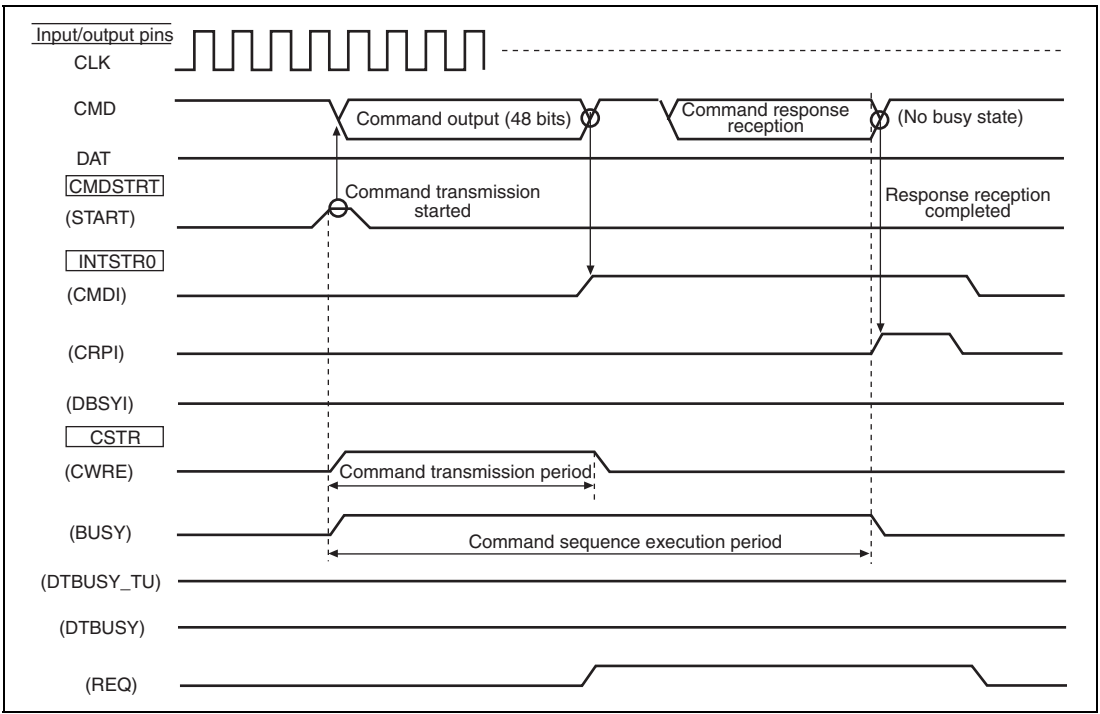 Input/output pins
CLK
CMD
Command output (48 bits)
Command response
reception
(No busy state)
DAT
CMDSTRT
(START)
Command transmission
started
Response reception
completed
INTSTR0
(CMDI)
(CRPI)
(DBSYI)
CSTR
(CWRE)
Command transmission period
(BUSY)
Command sequence execution period
(DTBUSY_TU)
(DTBUSY)
(REQ)